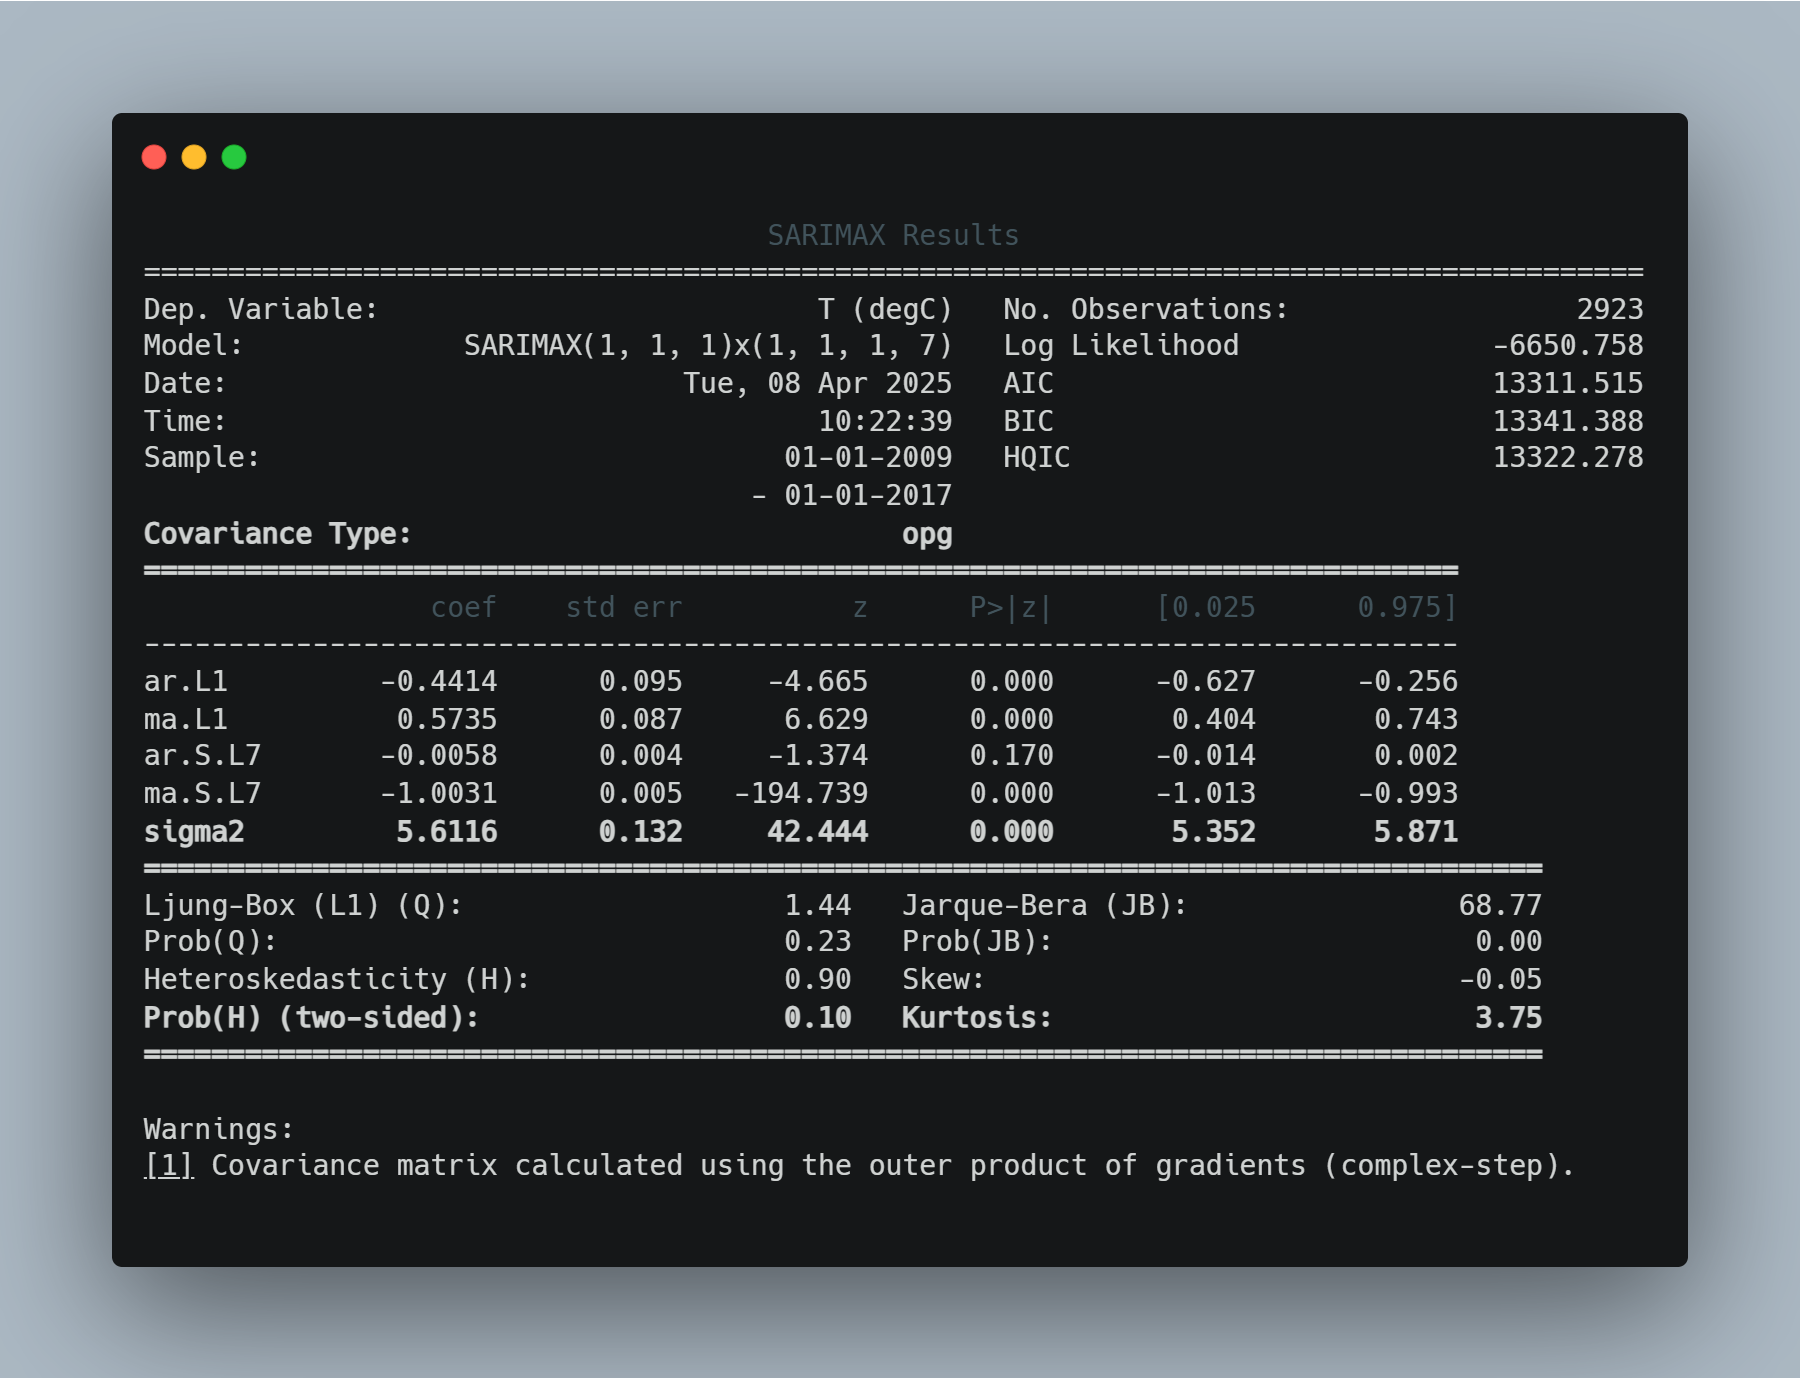 SARIMAX Results
=========================================================================================
Dep. Variable: T (degC) No. Observations: 2923
Model: SARIMAX(1, 1, 1)x(1, 1, 1, 7) Log Likelihood -6650.758
Date: Tue, 08 Apr 2025 AIC 13311.515
Time: 10:22:39 BIC 13341.388
Sample: 01-01-2009 HQIC 13322.278
- 01-01-2017
Covariance Type: opg
==============================================================================
coef std err z P>|z| [0.025 0.975]
------------------------------------------------------------------------------
ar.L1 -0.4414 0.095 -4.665 0.000 -0.627 -0.256
ma.L1 0.5735 0.087 6.629 0.000 0.404 0.743
ar.S.L7 -0.0058 0.004 -1.374 0.170 -0.014 0.002
ma.S.L7 -1.0031 0.005 -194.739 0.000 -1.013 -0.993
sigma2 5.6116 0.132 42.444 0.000 5.352 5.871
===================================================================================
Ljung-Box (L1) (Q): 1.44 Jarque-Bera (JB): 68.77
Prob(Q): 0.23 Prob(JB): 0.00
Heteroskedasticity (H): 0.90 Skew: -0.05
Prob(H) (two-sided): 0.10 Kurtosis: 3.75
===================================================================================
Warnings:
[1] Covariance matrix calculated using the outer product of gradients (complex-step).